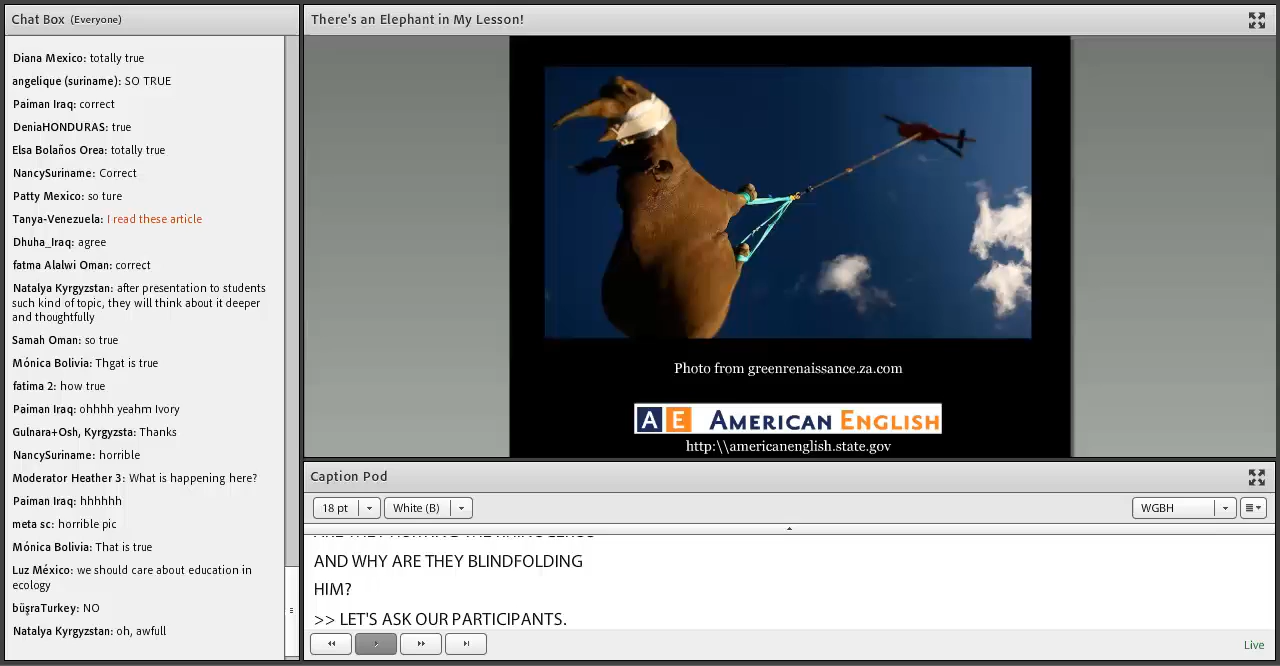 Chat Box (Everyone)
Diana Mexico: totally true
angelique (suriname): SO TRUE
Paiman Iraq: correct
DeniaHONDURAS: true
Elsa Bolaños Orea: totally true
NancySuriname: Correct
Patty Mexico: so ture
Tanya-Venezuela: I read these article
Dhuha_Iraq: agree
fatma Alalwi Oman: correct
Natalya Kyrgyzstan: after presentation to students
such kind of topic, they will think about it deeper
and thoughtfully
Samah Oman: so true
Mónica Bolivia: Thgat is true
fatima 2: how true
Paiman Iraq: ohhhh yeahm Ivory
Gulnara+Osh, Kyrgyzsta: Thanks
NancySuriname: horrible
Moderator Heather 3: What is happening here?
Paiman Iraq: hhhhhh
meta sc: horrible pic
Mónica Bolivia: That is true
Luz México: we should care about education in
ecology
büşraTurkey: NO
Natalya Kyrgyzstan: oh, awfull
There's an Elephant in My Lesson!
Photo from greenrenaissance.za.com
AE AMERICAN ENGLISH
http:\\americanenglish.state.gov
Caption Pod
18 pt
White (B)
WGBH
AND WHY ARE THEY BLINDFOLDING
HIM?
>> LET'S ASK OUR PARTICIPANTS.
Live